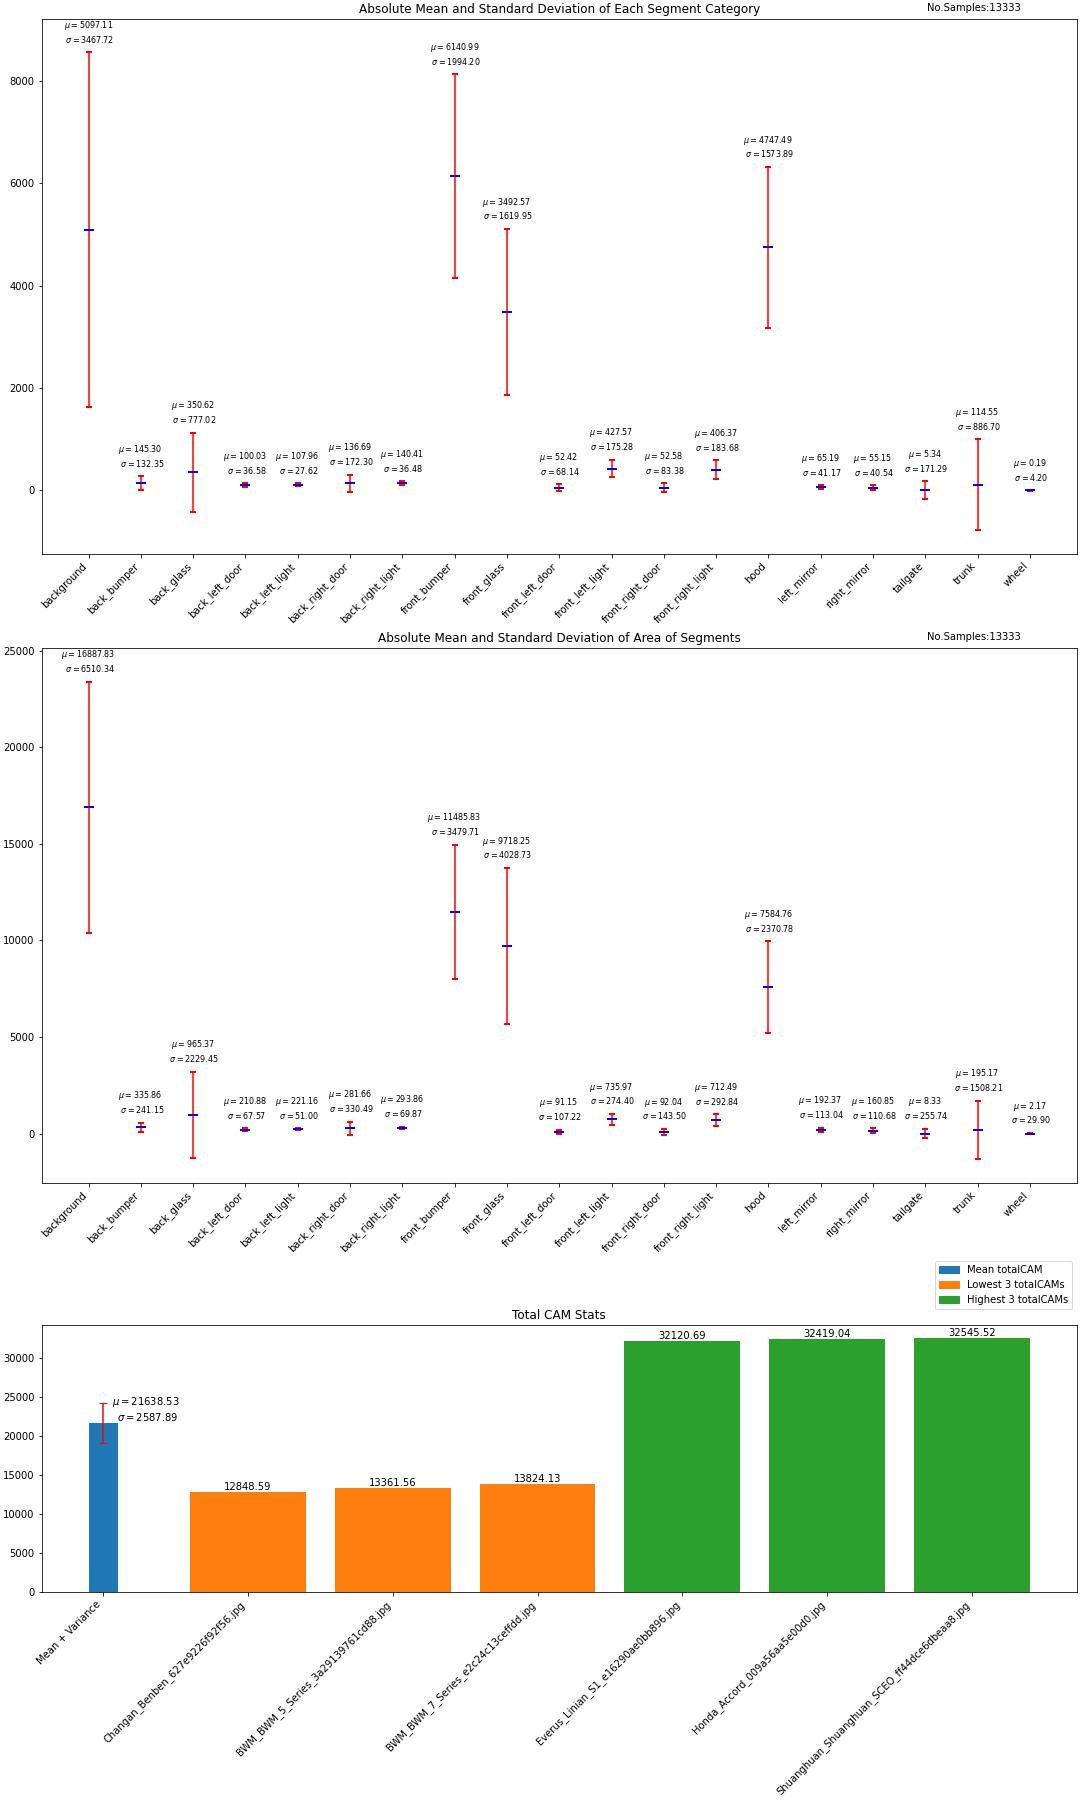 Absolute Mean and Standard Deviation of Each Segment Category
No.Samples:13333
μ = 5097.11
σ = 3467.72
μ = 145.30
σ = 132.35
μ = 350.62
σ = 777.02
μ = 100.03
σ = 36.58
μ = 107.96
σ = 27.62
μ = 136.69
σ = 172.30
μ = 140.41
σ = 36.48
μ = 6140.99
σ = 1994.20
μ = 3492.57
σ = 1619.95
μ = 52.42
σ = 68.14
μ = 427.57
σ = 175.28
μ = 52.58
σ = 83.38
μ = 406.37
σ = 183.68
μ = 4747.49
σ = 1573.89
μ = 65.19
σ = 41.17
μ = 55.15
σ = 40.54
μ = 5.34
σ = 171.29
μ = 114.55
σ = 886.70
μ = 0.19
σ = 4.20
8000
6000
4000
2000
0
background
back_bumper
back_glass
back_left_door
back_left_light
back_right_door
back_right_light
front_bumper
front_glass
front_left_door
front_left_light
front_right_door
front_right_light
hood
left_mirror
right_mirror
tailgate
trunk
wheel
Absolute Mean and Standard Deviation of Area of Segments
No.Samples:13333
μ = 16887.83
σ = 6510.34
μ = 335.86
σ = 241.15
μ = 965.37
σ = 2229.45
μ = 210.88
σ = 67.57
μ = 221.16
σ = 51.00
μ = 281.66
σ = 330.49
μ = 293.86
σ = 69.87
μ = 11485.83
σ = 3479.71
μ = 9718.25
σ = 4028.73
μ = 91.15
σ = 107.22
μ = 735.97
σ = 274.40
μ = 92.04
σ = 143.50
μ = 712.49
σ = 292.84
μ = 7584.76
σ = 2370.78
μ = 192.37
σ = 113.04
μ = 160.85
σ = 110.68
μ = 8.33
σ = 255.74
μ = 195.17
σ = 1508.21
μ = 2.17
σ = 29.90
25000
20000
15000
10000
5000
0
background
back_bumper
back_glass
back_left_door
back_left_light
back_right_door
back_right_light
front_bumper
front_glass
front_left_door
front_left_light
front_right_door
front_right_light
hood
left_mirror
right_mirror
tailgate
trunk
wheel
Mean totalCAM
Lowest 3 totalCAMs
Highest 3 totalCAMs
Total CAM Stats
30000
25000
20000
15000
10000
5000
0
μ = 21638.53
σ = 2587.89
12848.59
13361.56
13824.13
32120.69
32419.04
32545.52
Mean + Variance
Changan_Benben_627e9226f92f56.jpg
BWM_BWM_5_Series_3a29139761cd88.jpg
BWM_BWM_7_Series_e2c24c13ceffdd.jpg
Everus_Linian_S1_e16290ae0bb896.jpg
Honda_Accord_009a56aa5e00d0.jpg
Shuanghuan_Shuanghuan_SCEO_ff44dce6dbeaa8.jpg